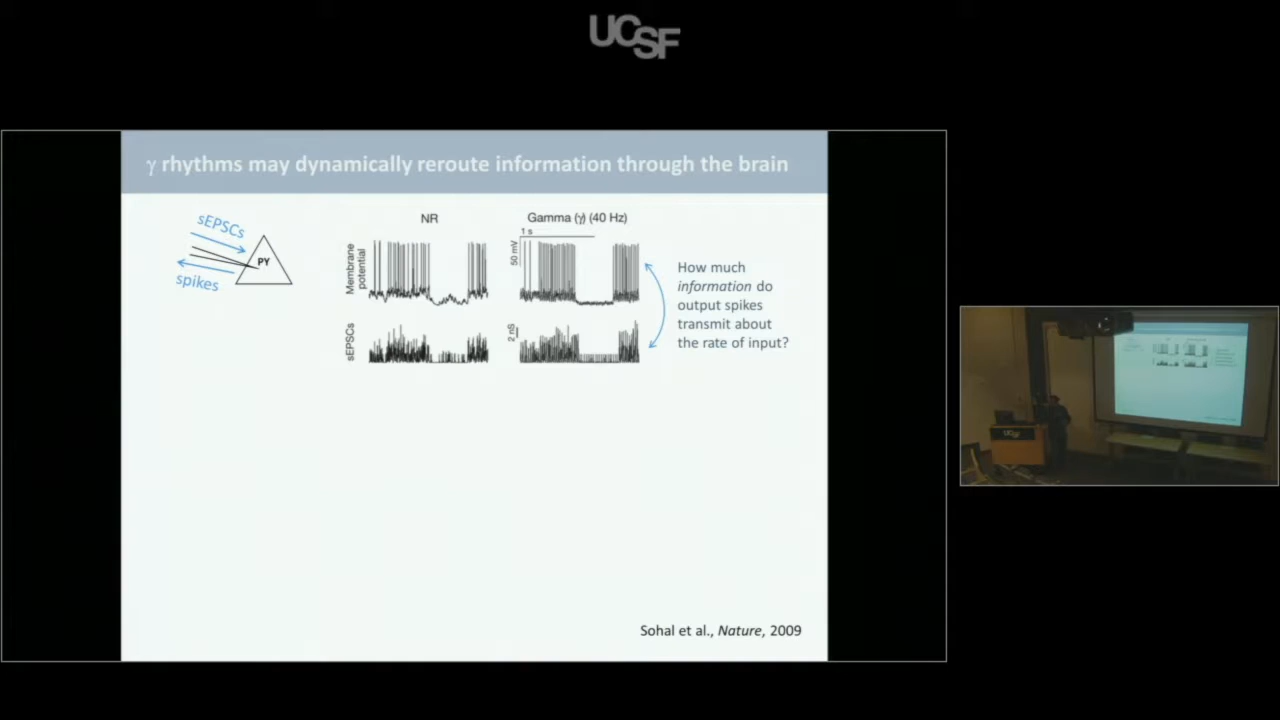 UCSF
γ rhythms may dynamically reroute information through the brain
sEPSCs
PY
spikes
NR
Gamma (γ) (40 Hz)
1 s
Membrane
potential
50 mV
sEPSCs
2 nS
How much
information do
output spikes
transmit about
the rate of input?
Sohal et al., Nature, 2009
UCSF